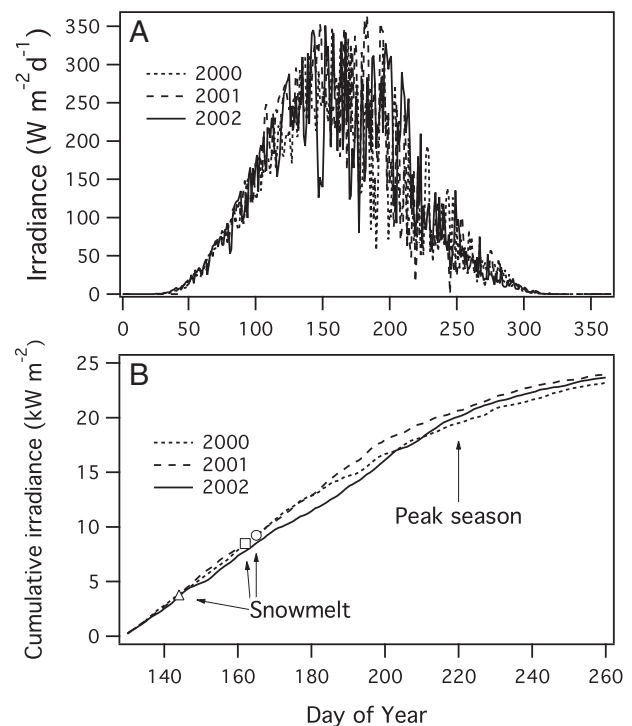 A
Irradiance (W m⁻² d⁻¹)
350
300
250
200
150
100
50
0
2000
2001
2002
0 50 100 150 200 250 300 350
B
Cumulative irradiance (kW m⁻²)
25
20
15
10
5
0
2000
2001
2002
Peak season
Snowmelt
140 160 180 200 220 240 260
Day of Year